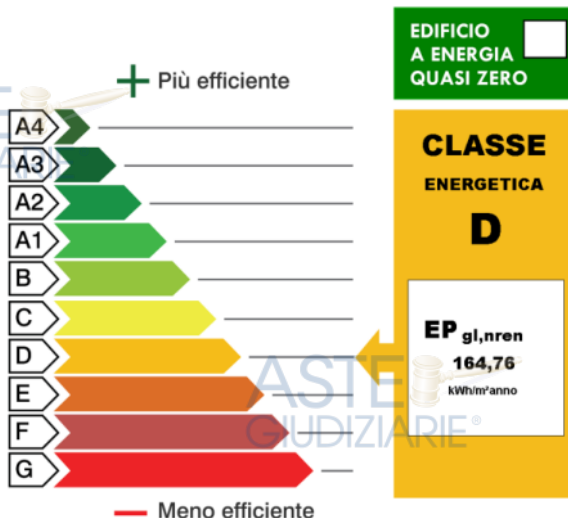 EDIFICIO
A ENERGIA
QUASI ZERO
+ Più efficiente
A4
A3
A2
A1
B
C
D
E
F
G
— Meno efficiente
CLASSE
ENERGETICA
D
EP gl,nren
164,76
kWh/m²anno
ASTE
GIUDIZIARIE®